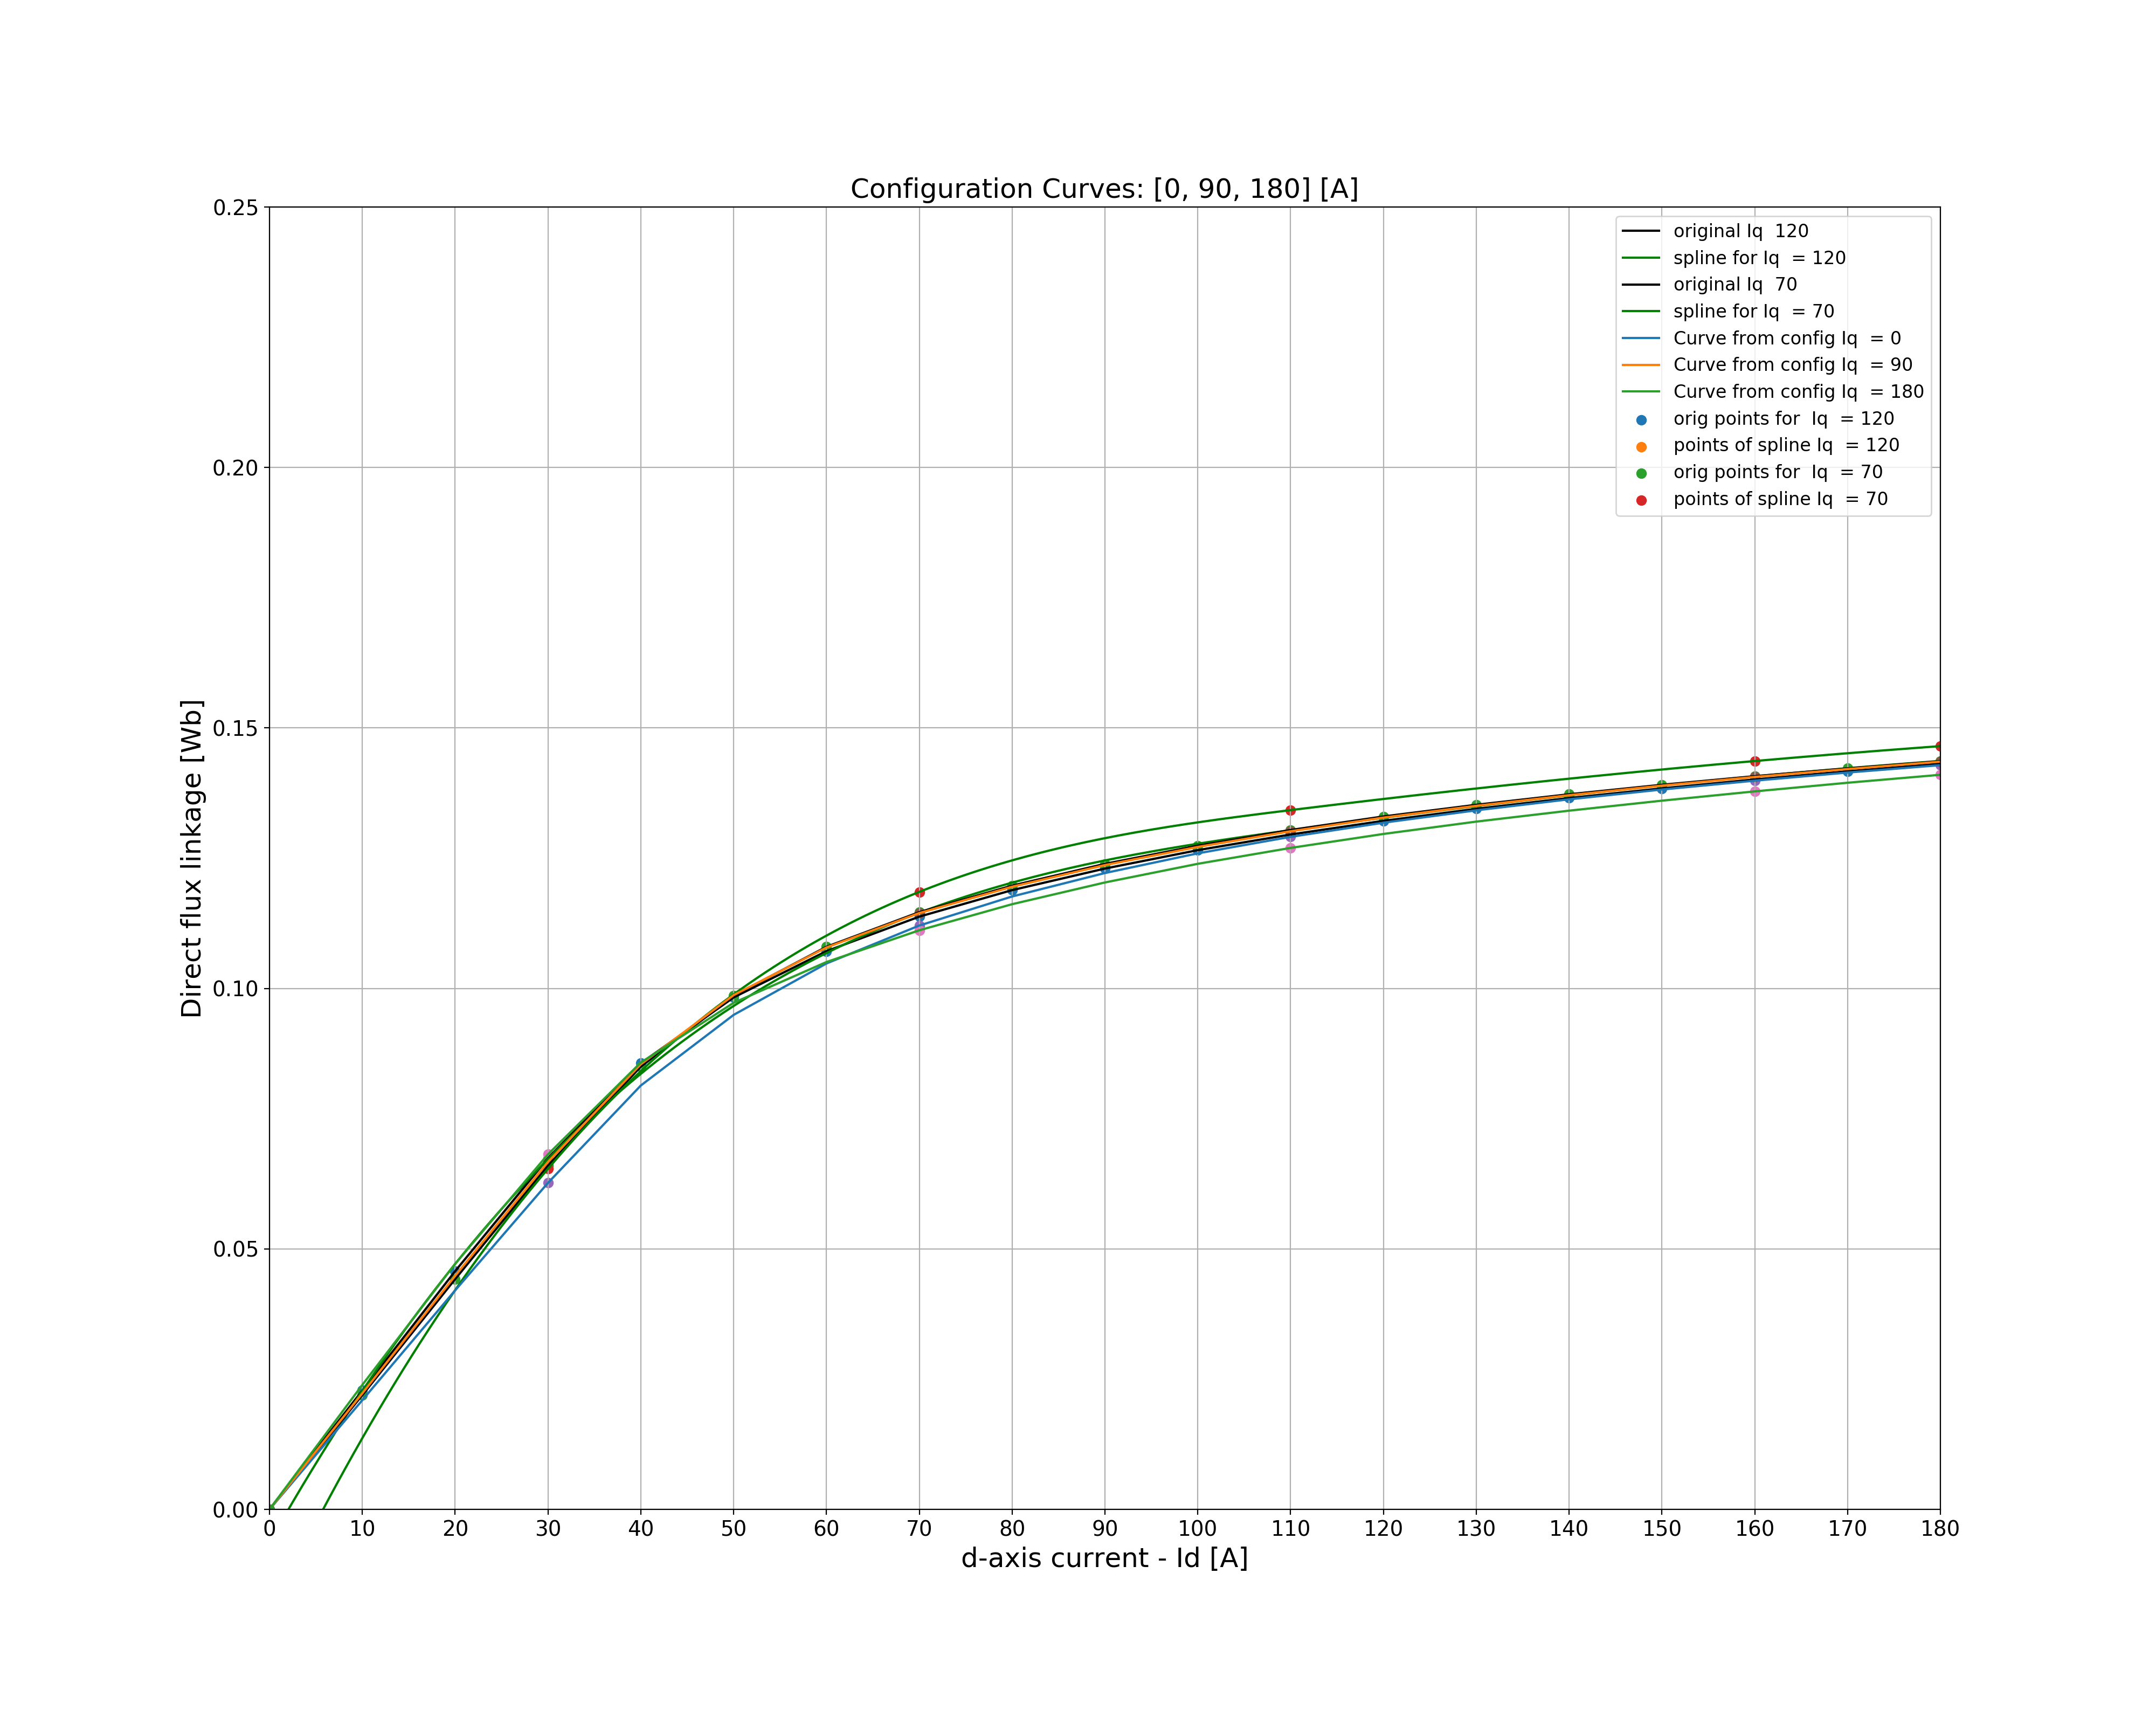 Configuration Curves: [0, 90, 180] [A]
0.25
0.20
0.15
0.10
0.05
0.00
Direct flux linkage [Wb]
original Iq  120
spline for Iq  = 120
original Iq  70
spline for Iq  = 70
Curve from config Iq  = 0
Curve from config Iq  = 90
Curve from config Iq  = 180
orig points for  Iq  = 120
points of spline Iq  = 120
orig points for  Iq  = 70
points of spline Iq  = 70
0 10 20 30 40 50 60 70 80 90 100 110 120 130 140 150 160 170 180
d-axis current - Id [A]